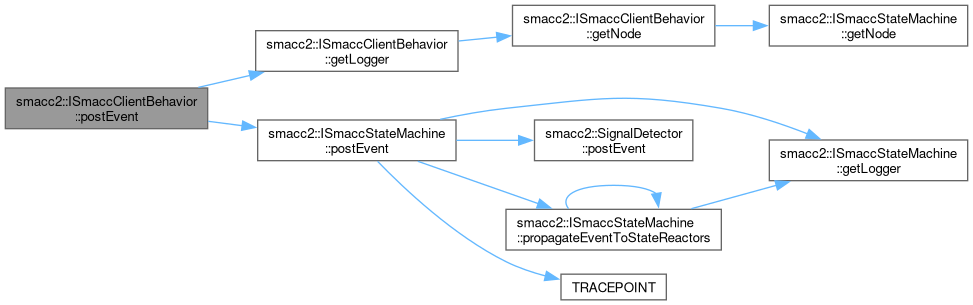 smacc2::ISmaccClientBehavior
::postEvent
smacc2::ISmaccClientBehavior
::getLogger
smacc2::ISmaccClientBehavior
::getNode
smacc2::ISmaccStateMachine
::getNode
smacc2::ISmaccStateMachine
::postEvent
smacc2::SignalDetector
::postEvent
smacc2::ISmaccStateMachine
::getLogger
smacc2::ISmaccStateMachine
::propagateEventToStateReactors
TRACEPOINT